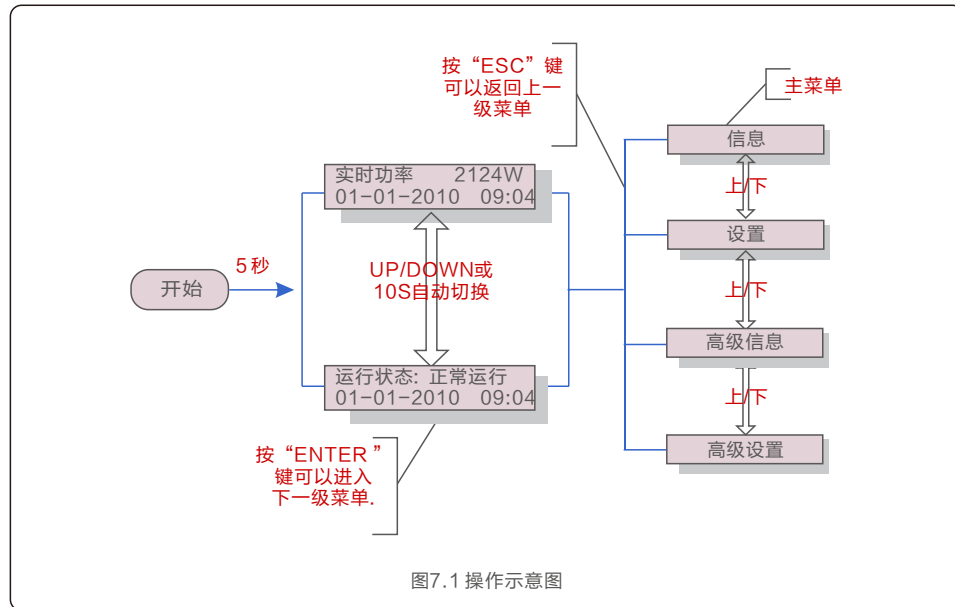 按“ESC”键
可以返回上一
级菜单
主菜单
信息
实时功率 2124W
01-01-2010 09:04
上/下
设置
5秒
UP/DOWN或
10S自动切换
开始
上/下
高级信息
运行状态: 正常运行
01-01-2010 09:04
上/下
高级设置
按“ENTER”
键可以进入
下一级菜单.
图7.1 操作示意图